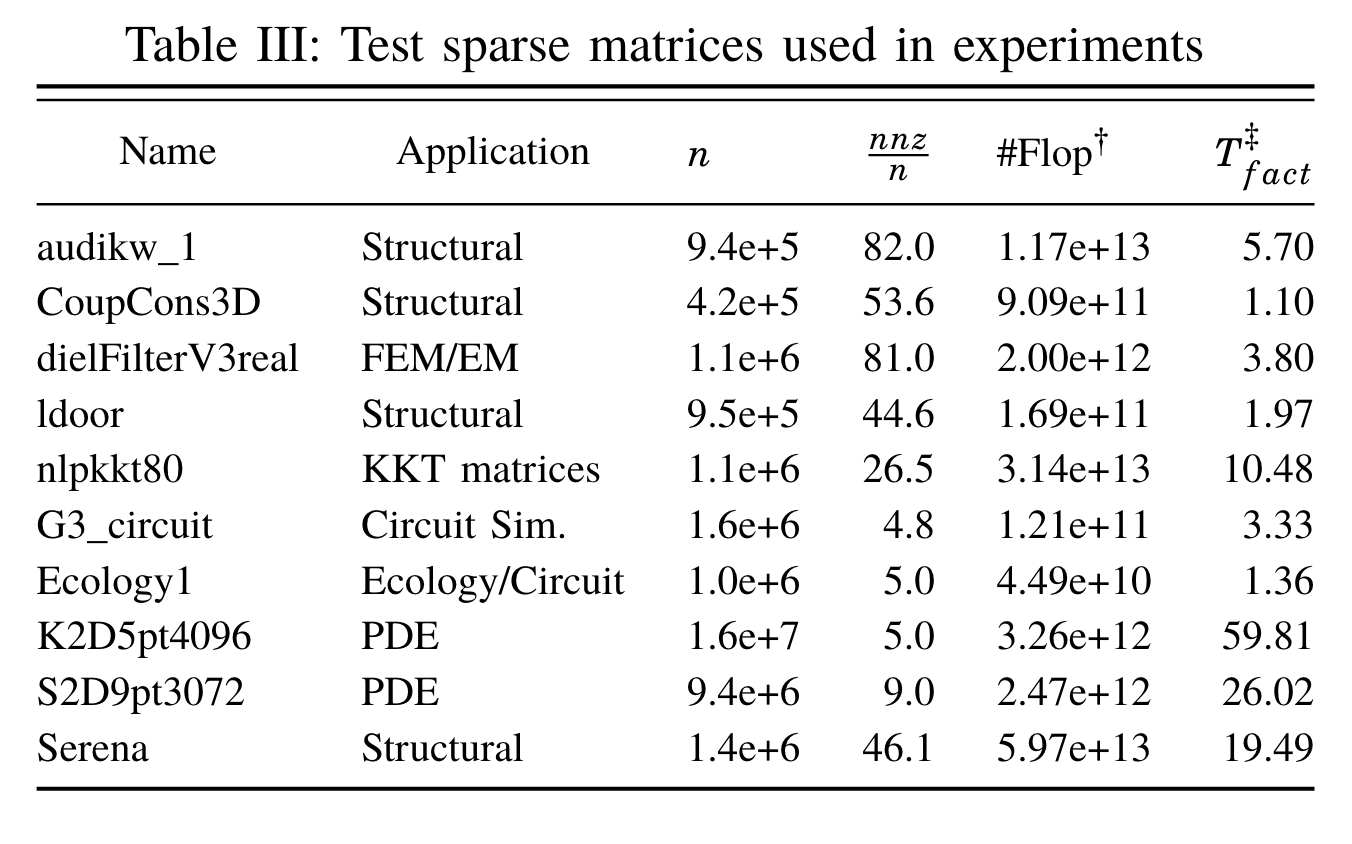 Table III: Test sparse matrices used in experiments
Name Application n nnz/n #Flop† T‡fact
audikw_1 Structural 9.4e+5 82.0 1.17e+13 5.70
CoupCons3D Structural 4.2e+5 53.6 9.09e+11 1.10
dielFilterV3real FEM/EM 1.1e+6 81.0 2.00e+12 3.80
ldoor Structural 9.5e+5 44.6 1.69e+11 1.97
nlpkkt80 KKT matrices 1.1e+6 26.5 3.14e+13 10.48
G3_circuit Circuit Sim. 1.6e+6 4.8 1.21e+11 3.33
Ecology1 Ecology/Circuit 1.0e+6 5.0 4.49e+10 1.36
K2D5pt4096 PDE 1.6e+7 5.0 3.26e+12 59.81
S2D9pt3072 PDE 9.4e+6 9.0 2.47e+12 26.02
Serena Structural 1.4e+6 46.1 5.97e+13 19.49